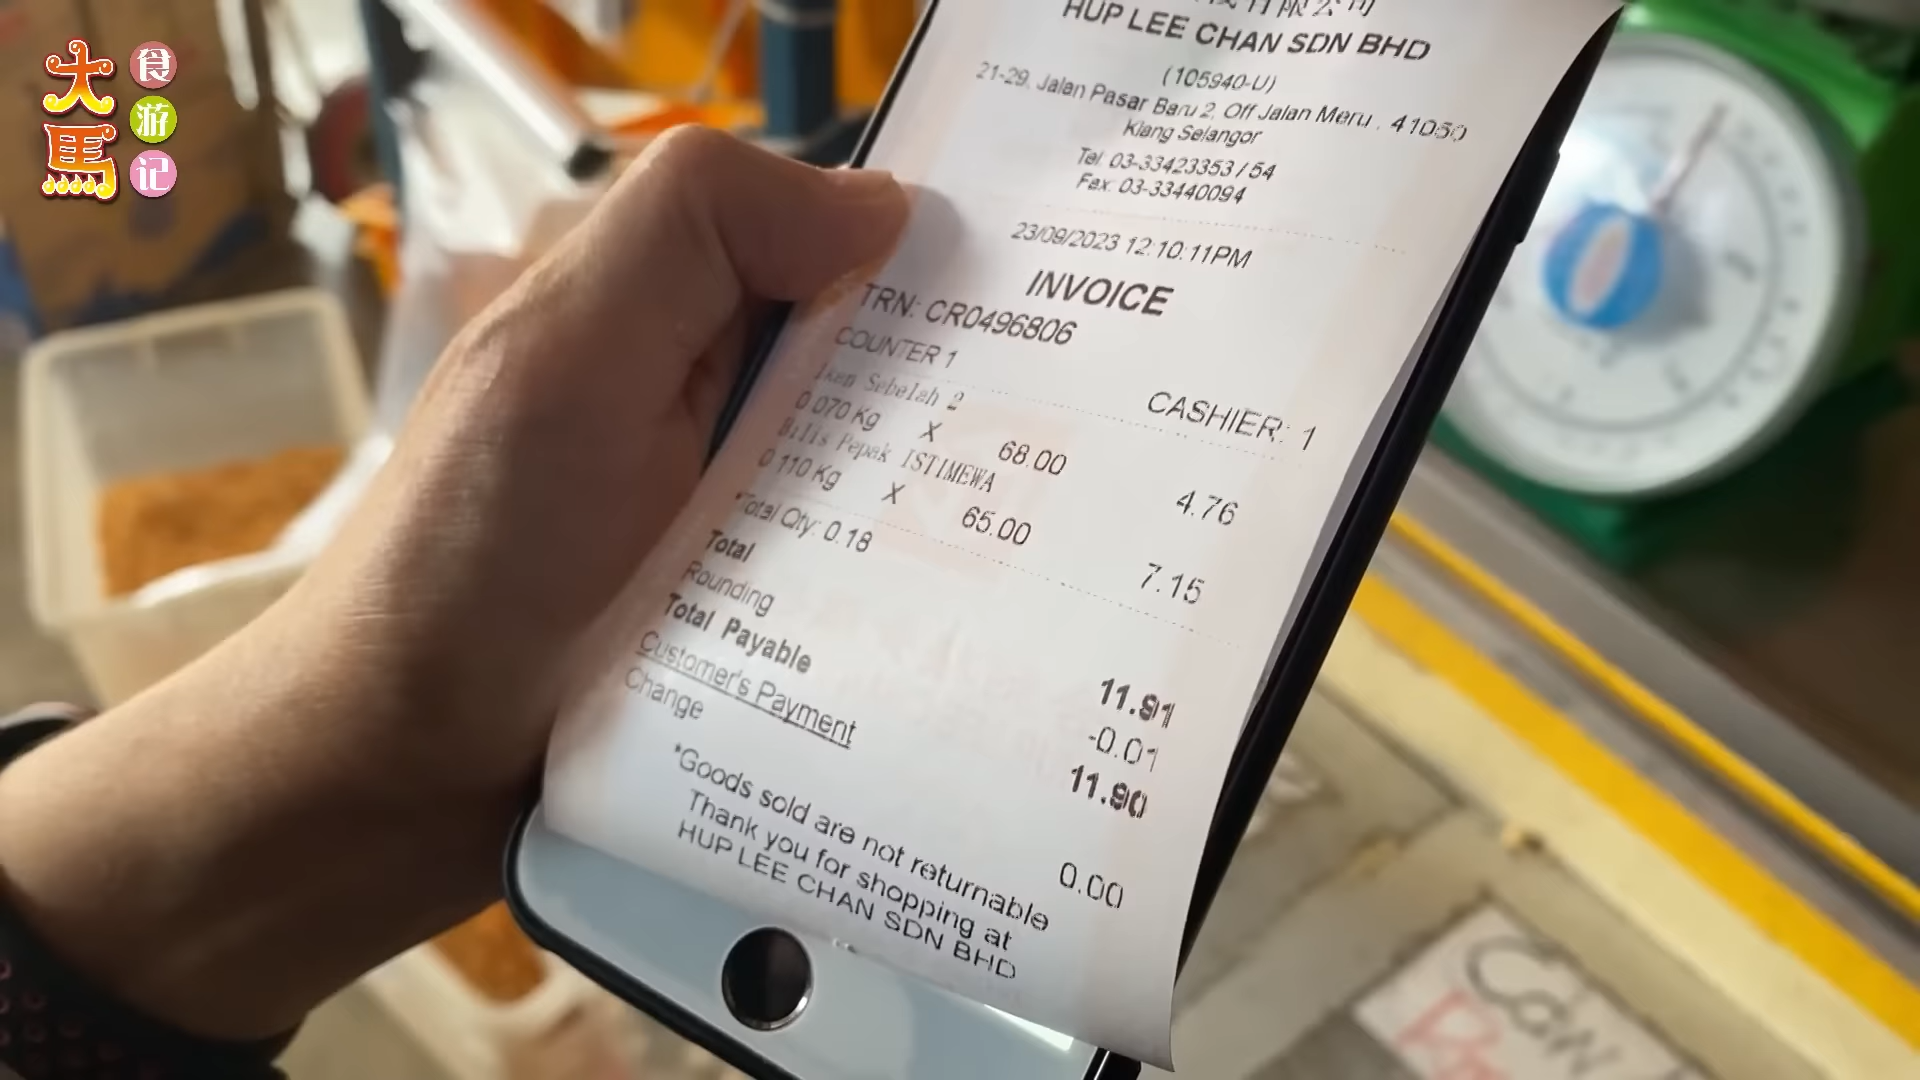 大馬
食游记
HUP LEE CHAN SDN BHD
(105940-U)
21-29, Jalan Pasar Baru 2, Off Jalan Meru , 41050
Klang Selangor
Tel: 03-33423353 / 54
Fax: 03-33440094
23/09/2023 12:10:11PM
INVOICE
TRN: CR0496806
COUNTER 1 CASHIER: 1
Ikan Sebelah 2
0.070 Kg X 68.00 4.76
Bilis Pepak ISTIMEWA
0.110 Kg X 65.00 7.15
*Total Qty: 0.18
Total 11.91
Rounding -0.01
Total Payable 11.90
Customer's Payment
Change 0.00
*Goods sold are not returnable
Thank you for shopping at
HUP LEE CHAN SDN BHD